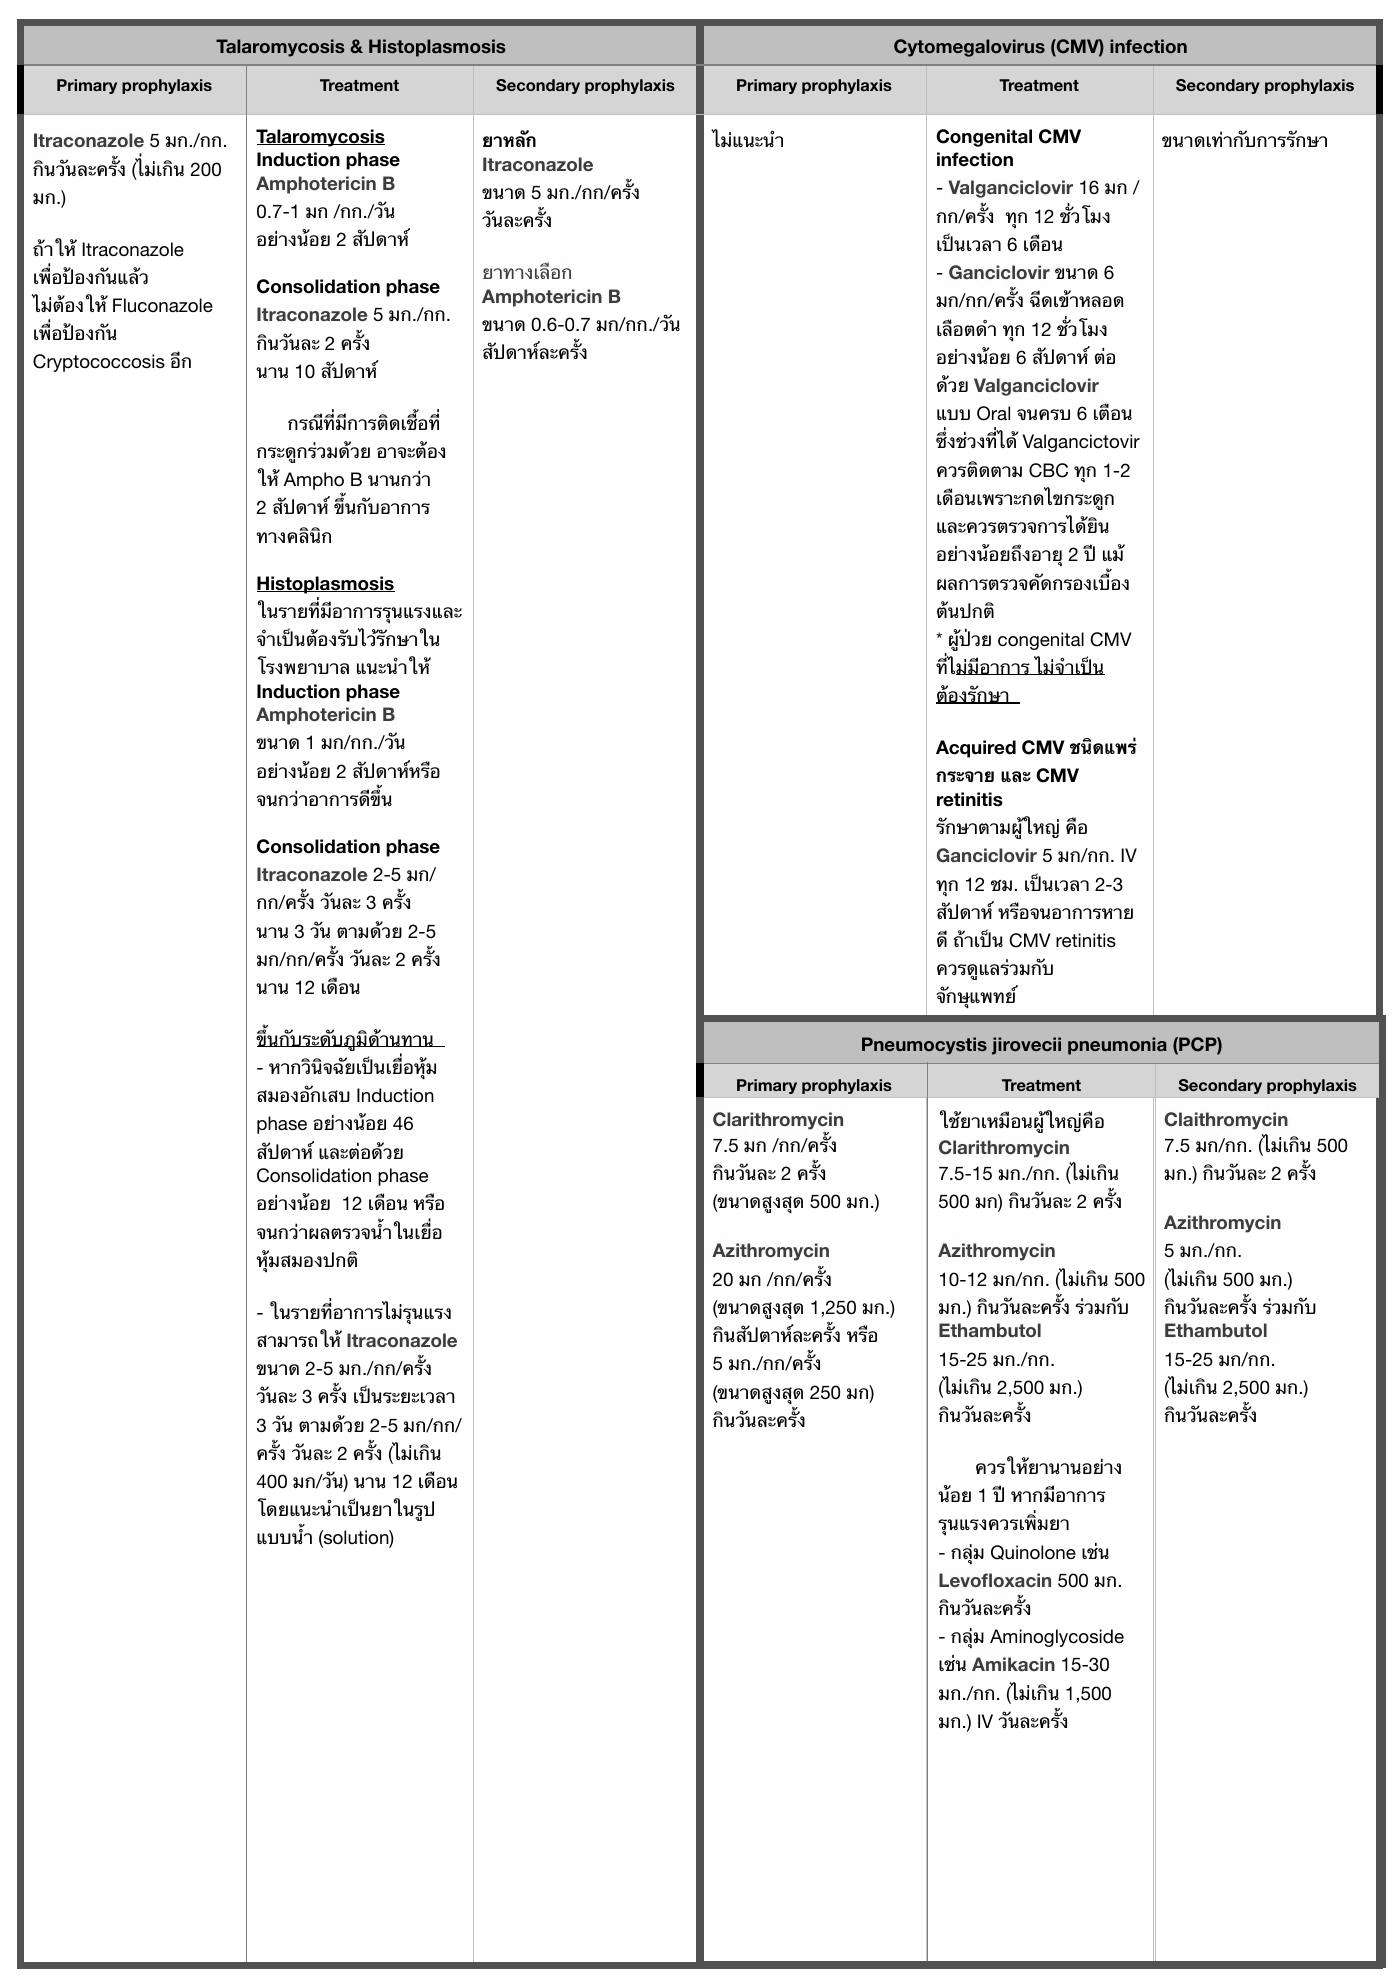 Talaromycosis & Histoplasmosis
Primary prophylaxis
Treatment
Secondary prophylaxis
Itraconazole 5 มก./กก.
กินวันละครั้ง (ไม่เกิน 200
มก.)
ถ้าให้ Itraconazole
เพื่อป้องกันแล้ว
ไม่ต้องให้ Fluconazole
เพื่อป้องกัน
Cryptococcosis อีก
Talaromycosis
Induction phase
Amphotericin B
0.7-1 มก /กก./วัน
อย่างน้อย 2 สัปดาห์
Consolidation phase
Itraconazole 5 มก./กก.
กินวันละ 2 ครั้ง
นาน 10 สัปดาห์
กรณีที่มีการติดเชื้อที่
กระดูกร่วมด้วย อาจะต้อง
ให้ Ampho B นานกว่า
2 สัปดาห์ ขึ้นกับอาการ
ทางคลินิก
Histoplasmosis
ในรายที่มีอาการรุนแรงและ
จำเป็นต้องรับไว้รักษาใน
โรงพยาบาล แนะนำให้
Induction phase
Amphotericin B
ขนาด 1 มก/กก./วัน
อย่างน้อย 2 สัปดาห์หรือ
จนกว่าอาการดีขึ้น
Consolidation phase
Itraconazole 2-5 มก/
กก/ครั้ง วันละ 3 ครั้ง
นาน 3 วัน ตามด้วย 2-5
มก/กก/ครั้ง วันละ 2 ครั้ง
นาน 12 เดือน
ขึ้นกับระดับภูมิต้านทาน
- หากวินิจฉัยเป็นเยื่อหุ้ม
สมองอักเสบ Induction
phase อย่างน้อย 46
สัปดาห์ และต่อด้วย
Consolidation phase
อย่างน้อย 12 เดือน หรือ
จนกว่าผลตรวจน้ำในเยื่อ
หุ้มสมองปกติ
- ในรายที่อาการไม่รุนแรง
สามารถให้ Itraconazole
ขนาด 2-5 มก./กก/ครั้ง
วันละ 3 ครั้ง เป็นระยะเวลา
3 วัน ตามด้วย 2-5 มก/กก/
ครั้ง วันละ 2 ครั้ง (ไม่เกิน
400 มก/วัน) นาน 12 เดือน
โดยแนะนำเป็นยาในรูป
แบบน้ำ (solution)
ยาหลัก
Itraconazole
ขนาด 5 มก./กก/ครั้ง
วันละครั้ง
ยาทางเลือก
Amphotericin B
ขนาด 0.6-0.7 มก/กก./วัน
สัปดาห์ละครั้ง
Cytomegalovirus (CMV) infection
Primary prophylaxis
Treatment
Secondary prophylaxis
ไม่แนะนำ
Congenital CMV
infection
- Valganciclovir 16 มก /
กก/ครั้ง ทุก 12 ชั่วโมง
เป็นเวลา 6 เดือน
- Ganciclovir ขนาด 6
มก/กก/ครั้ง ฉีดเข้าหลอด
เลือตดำ ทุก 12 ชั่วโมง
อย่างน้อย 6 สัปดาห์ ต่อ
ด้วย Valganciclovir
แบบ Oral จนครบ 6 เตือน
ซึ่งช่วงที่ได้ Valgancictovir
ควรติดตาม CBC ทุก 1-2
เดือนเพราะกดไขกระดูก
และควรตรวจการได้ยิน
อย่างน้อยถึงอายุ 2 ปี แม้
ผลการตรวจคัดกรองเบื้อง
ต้นปกติ
* ผู้ป่วย congenital CMV
ที่ไม่มีอาการ ไม่จำเป็น
ต้องรักษา
Acquired CMV ชนิดแพร่
กระจาย และ CMV
retinitis
รักษาตามผู้ใหญ่ คือ
Ganciclovir 5 มก/กก. IV
ทุก 12 ชม. เป็นเวลา 2-3
สัปดาห์ หรือจนอาการหาย
ดี ถ้าเป็น CMV retinitis
ควรดูแลร่วมกับ
จักษุแพทย์
ขนาดเท่ากับการรักษา
Pneumocystis jirovecii pneumonia (PCP)
Primary prophylaxis
Treatment
Secondary prophylaxis
Clarithromycin
7.5 มก /กก/ครั้ง
กินวันละ 2 ครั้ง
(ขนาดสูงสุด 500 มก.)
Azithromycin
20 มก /กก/ครั้ง
(ขนาดสูงสุด 1,250 มก.)
กินสัปตาห์ละครั้ง หรือ
5 มก./กก/ครั้ง
(ขนาดสูงสุด 250 มก)
กินวันละครั้ง
ใช้ยาเหมือนผู้ใหญ่คือ
Clarithromycin
7.5-15 มก./กก. (ไม่เกิน
500 มก) กินวันละ 2 ครั้ง
Azithromycin
10-12 มก/กก. (ไม่เกิน 500
มก.) กินวันละครั้ง ร่วมกับ
Ethambutol
15-25 มก./กก.
(ไม่เกิน 2,500 มก.)
กินวันละครั้ง
ควรให้ยานานอย่าง
น้อย 1 ปี หากมีอาการ
รุนแรงควรเพิ่มยา
- กลุ่ม Quinolone เช่น
Levofloxacin 500 มก.
กินวันละครั้ง
- กลุ่ม Aminoglycoside
เช่น Amikacin 15-30
มก./กก. (ไม่เกิน 1,500
มก.) IV วันละครั้ง
Claithromycin
7.5 มก/กก. (ไม่เกิน 500
มก.) กินวันละ 2 ครั้ง
Azithromycin
5 มก./กก.
(ไม่เกิน 500 มก.)
กินวันละครั้ง ร่วมกับ
Ethambutol
15-25 มก/กก.
(ไม่เกิน 2,500 มก.)
กินวันละครั้ง